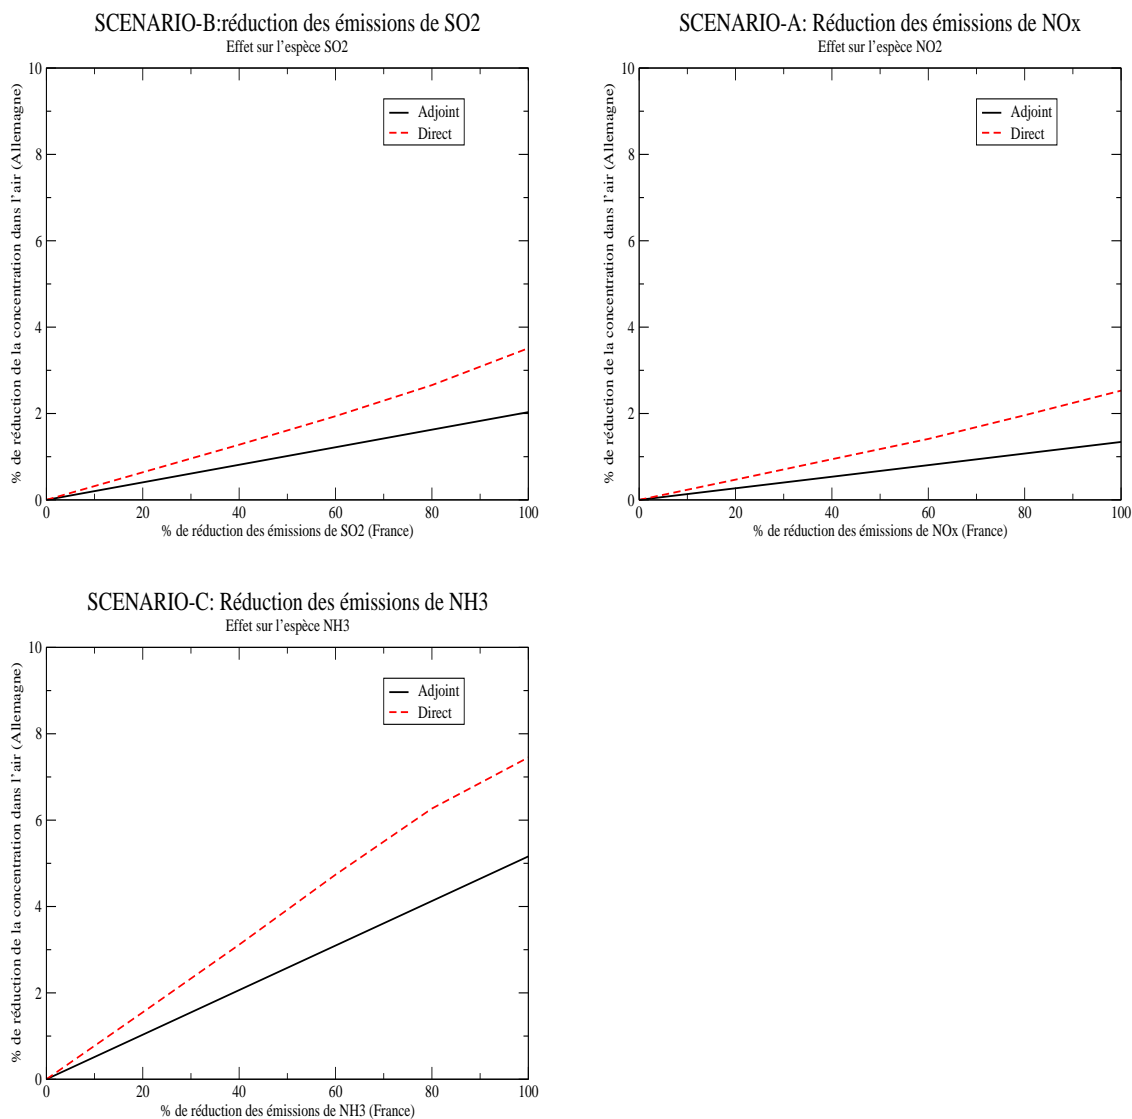 SCENARIO-B:réduction des émissions de SO2
Effet sur l'espèce SO2
% de réduction de la concentration dans l'air (Allemagne)
10
8
6
4
2
0
Adjoint
Direct
0 20 40 60 80 100
% de réduction des émissions de SO2 (France)
SCENARIO-A: Réduction des émissions de NOx
Effet sur l'espèce NO2
% de réduction de la concentration dans l'air (Allemagne)
10
8
6
4
2
0
Adjoint
Direct
0 20 40 60 80 100
% de réduction des émissions de NOx (France)
SCENARIO-C: Réduction des émissions de NH3
Effet sur l'espèce NH3
% de réduction de la concentration dans l'air (Allemagne)
10
8
6
4
2
0
Adjoint
Direct
0 20 40 60 80 100
% de réduction des émissions de NH3 (France)